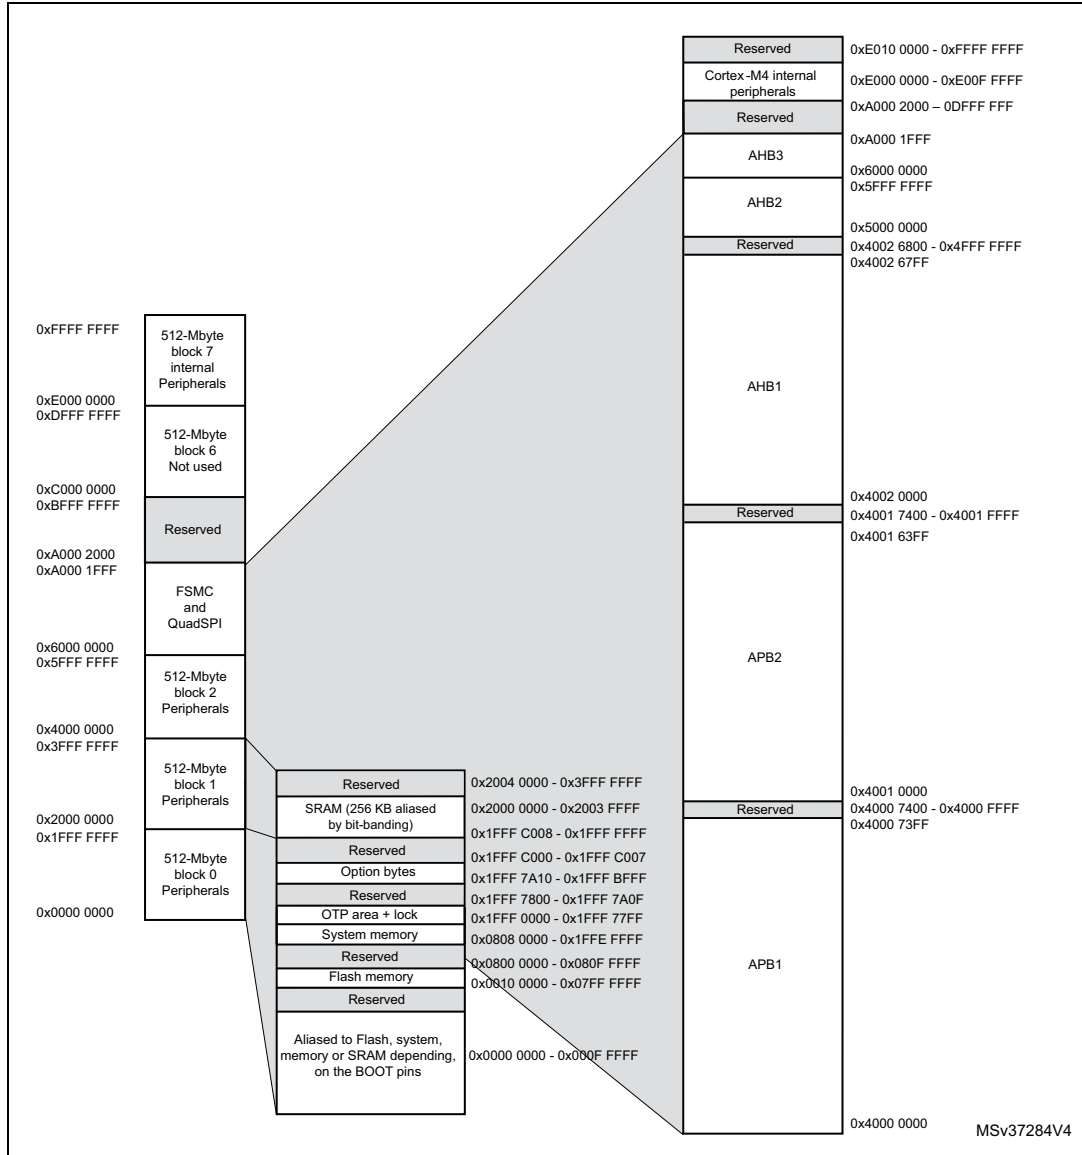 0xFFFF FFFF
512-Mbyte
block 7
internal
Peripherals
0xE000 0000
0xDFFF FFFF
512-Mbyte
block 6
Not used
0xC000 0000
0xBFFF FFFF
Reserved
0xA000 2000
0xA000 1FFF
FSMC
and
QuadSPI
0x6000 0000
0x5FFF FFFF
512-Mbyte
block 2
Peripherals
0x4000 0000
0x3FFF FFFF
512-Mbyte
block 1
Peripherals
0x2000 0000
0x1FFF FFFF
512-Mbyte
block 0
Peripherals
0x0000 0000
Reserved
0x2004 0000 - 0x3FFF FFFF
SRAM (256 KB aliased
by bit-banding)
0x2000 0000 - 0x2003 FFFF
0x1FFF C008 - 0x1FFF FFFF
Reserved
0x1FFF C000 - 0x1FFF C007
Option bytes
0x1FFF 7A10 - 0x1FFF BFFF
Reserved
0x1FFF 7800 - 0x1FFF 7A0F
OTP area + lock
0x1FFF 0000 - 0x1FFF 77FF
System memory
0x0808 0000 - 0x1FFE FFFF
Reserved
0x0800 0000 - 0x080F FFFF
Flash memory
0x0010 0000 - 0x07FF FFFF
Reserved
Aliased to Flash, system,
memory or SRAM depending,
on the BOOT pins
0x0000 0000 - 0x000F FFFF
Reserved
0xE010 0000 - 0xFFFF FFFF
Cortex-M4 internal
peripherals
0xE000 0000 - 0xE00F FFFF
0xA000 2000 – 0DFFF FFF
Reserved
0xA000 1FFF
AHB3
0x6000 0000
0x5FFF FFFF
AHB2
0x5000 0000
Reserved
0x4002 6800 - 0x4FFF FFFF
0x4002 67FF
AHB1
0x4002 0000
Reserved
0x4001 7400 - 0x4001 FFFF
0x4001 63FF
APB2
0x4001 0000
Reserved
0x4000 7400 - 0x4000 FFFF
0x4000 73FF
APB1
0x4000 0000
MSv37284V4